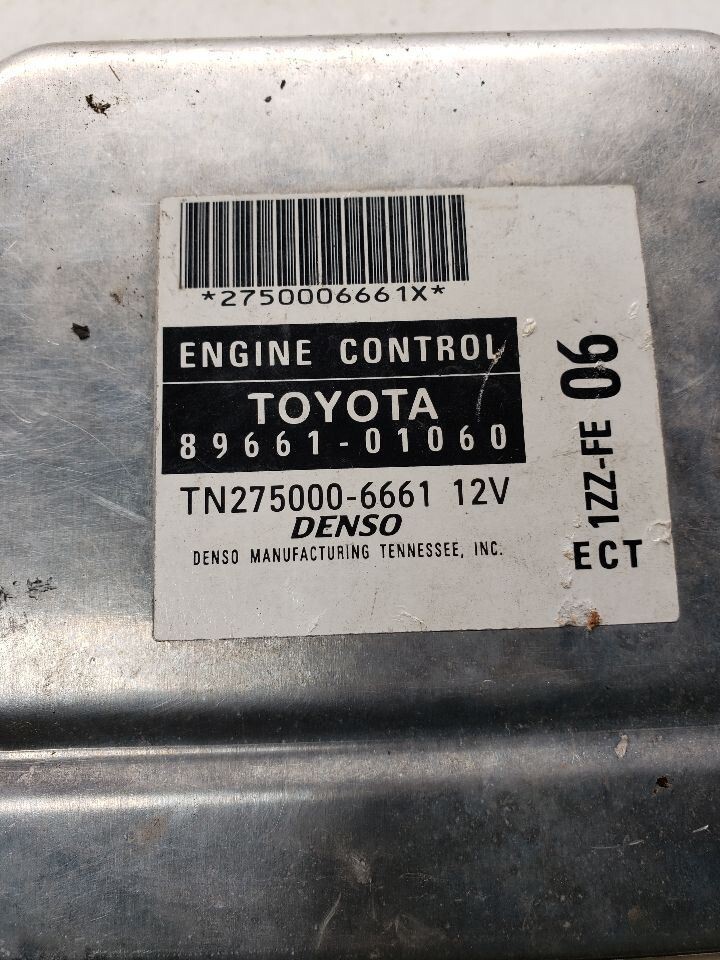 *2750006661X*
ENGINE CONTROL
TOYOTA
89661-01060
TN275000-6661 12V
DENSO
DENSO MANUFACTURING TENNESSEE, INC.
1ZZ-FE 06
ECT